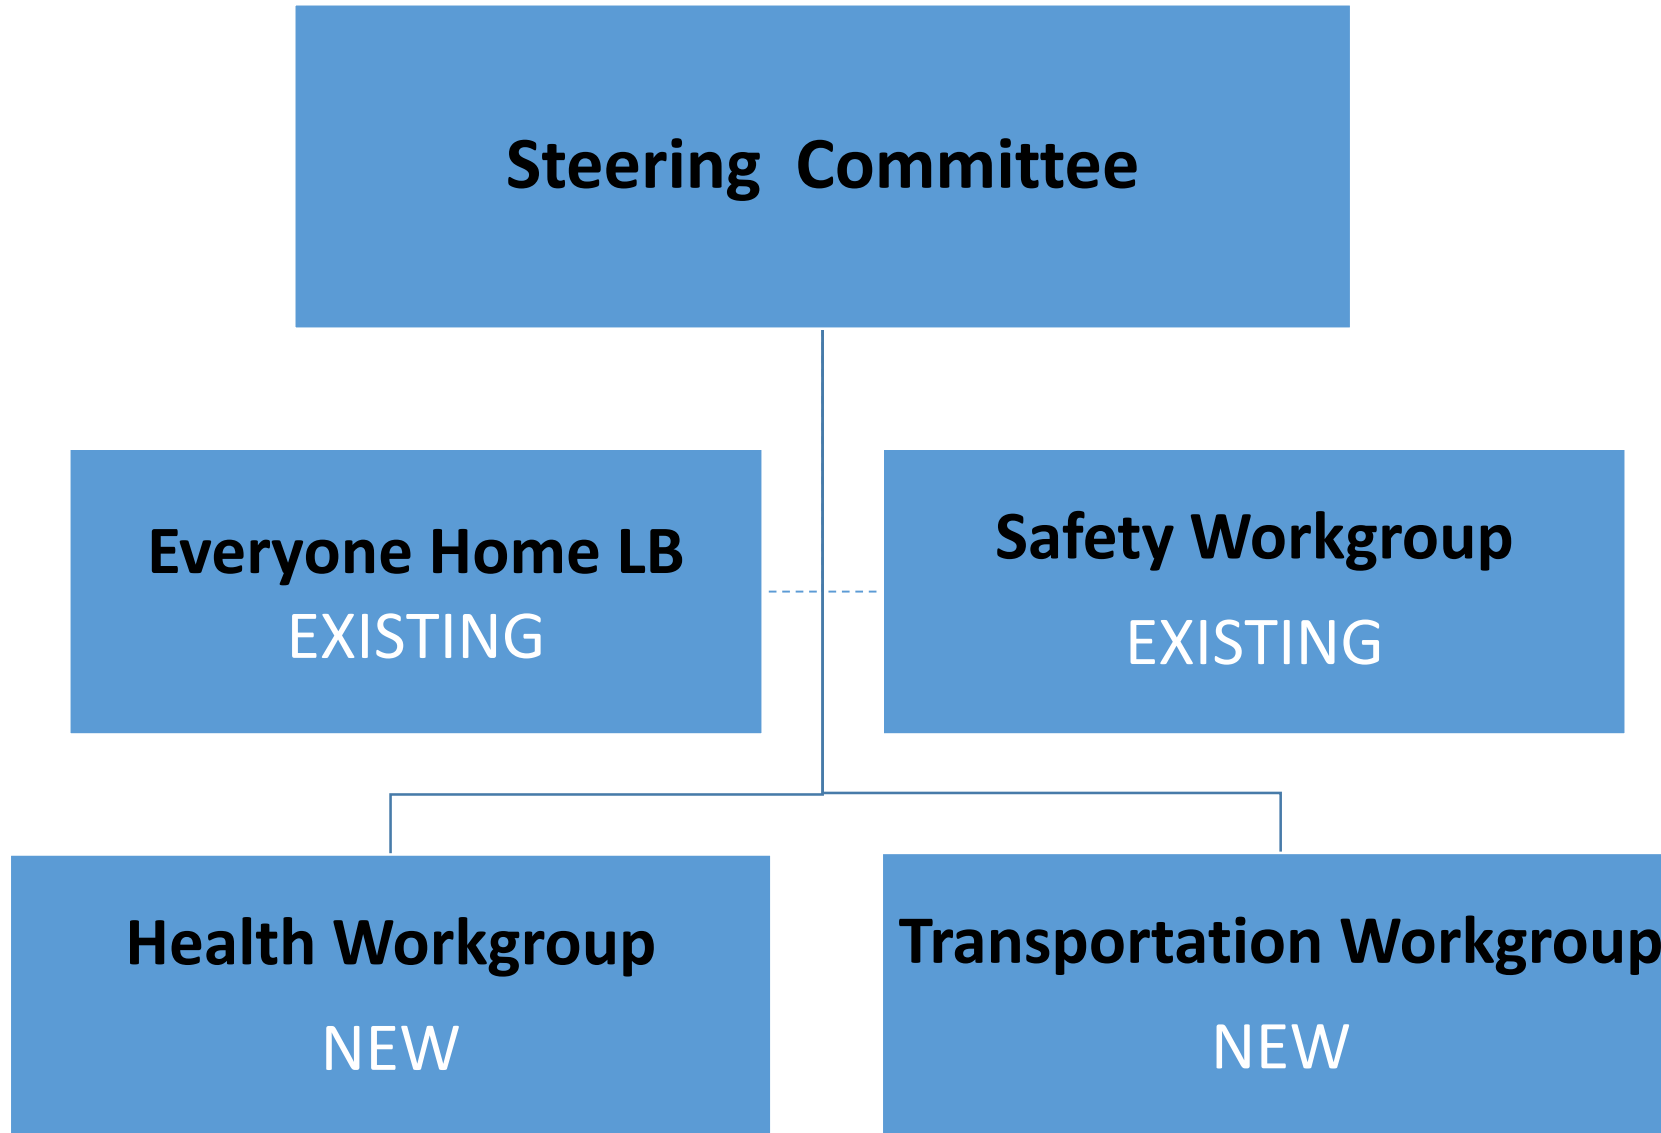 Steering  Committee
Everyone Home LB
EXISTING
Safety Workgroup
EXISTING
Health Workgroup
NEW
Transportation Workgroup
NEW